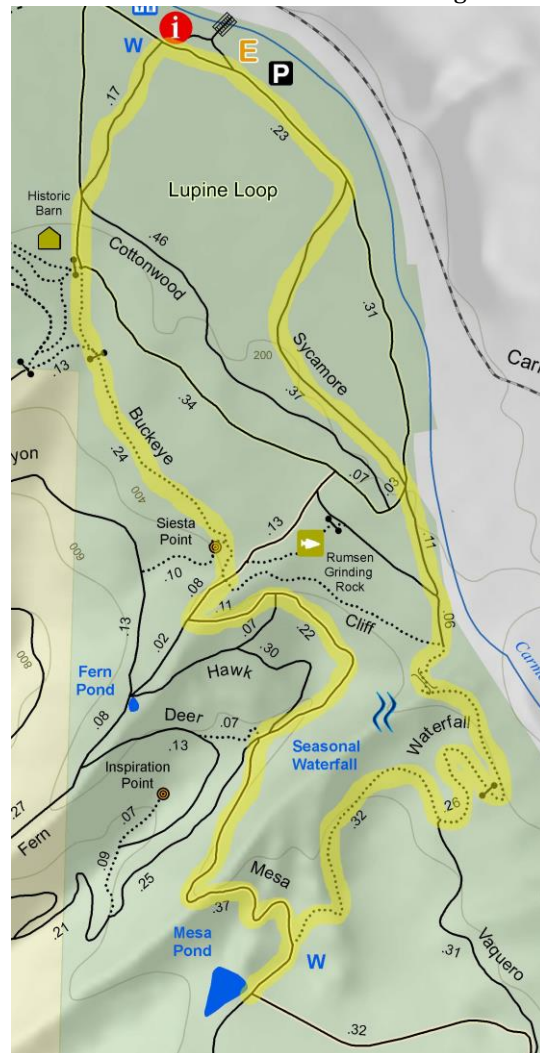 W
i
E
P
.17
.23
Lupine Loop
Historic
Barn
.46
Cottonwood
.31
Sycamore
200
.37
.13
.34
Buckeye
.24
400
.07
.03
yon
Siesta
Point
.13
.11
600
.10
.08
Rumsen
Grinding
Rock
.11
Cliff
.06
.13
.02
.07
.22
.30
Hawk
800
Fern
Pond
.08
Deer
.07
Seasonal
Waterfall
Waterfall
.13
Inspiration
Point
.26
.27
.07
.32
Fern
.09
.25
Mesa
.21
.37
Mesa
Pond
W
.31
Vaquero
.32